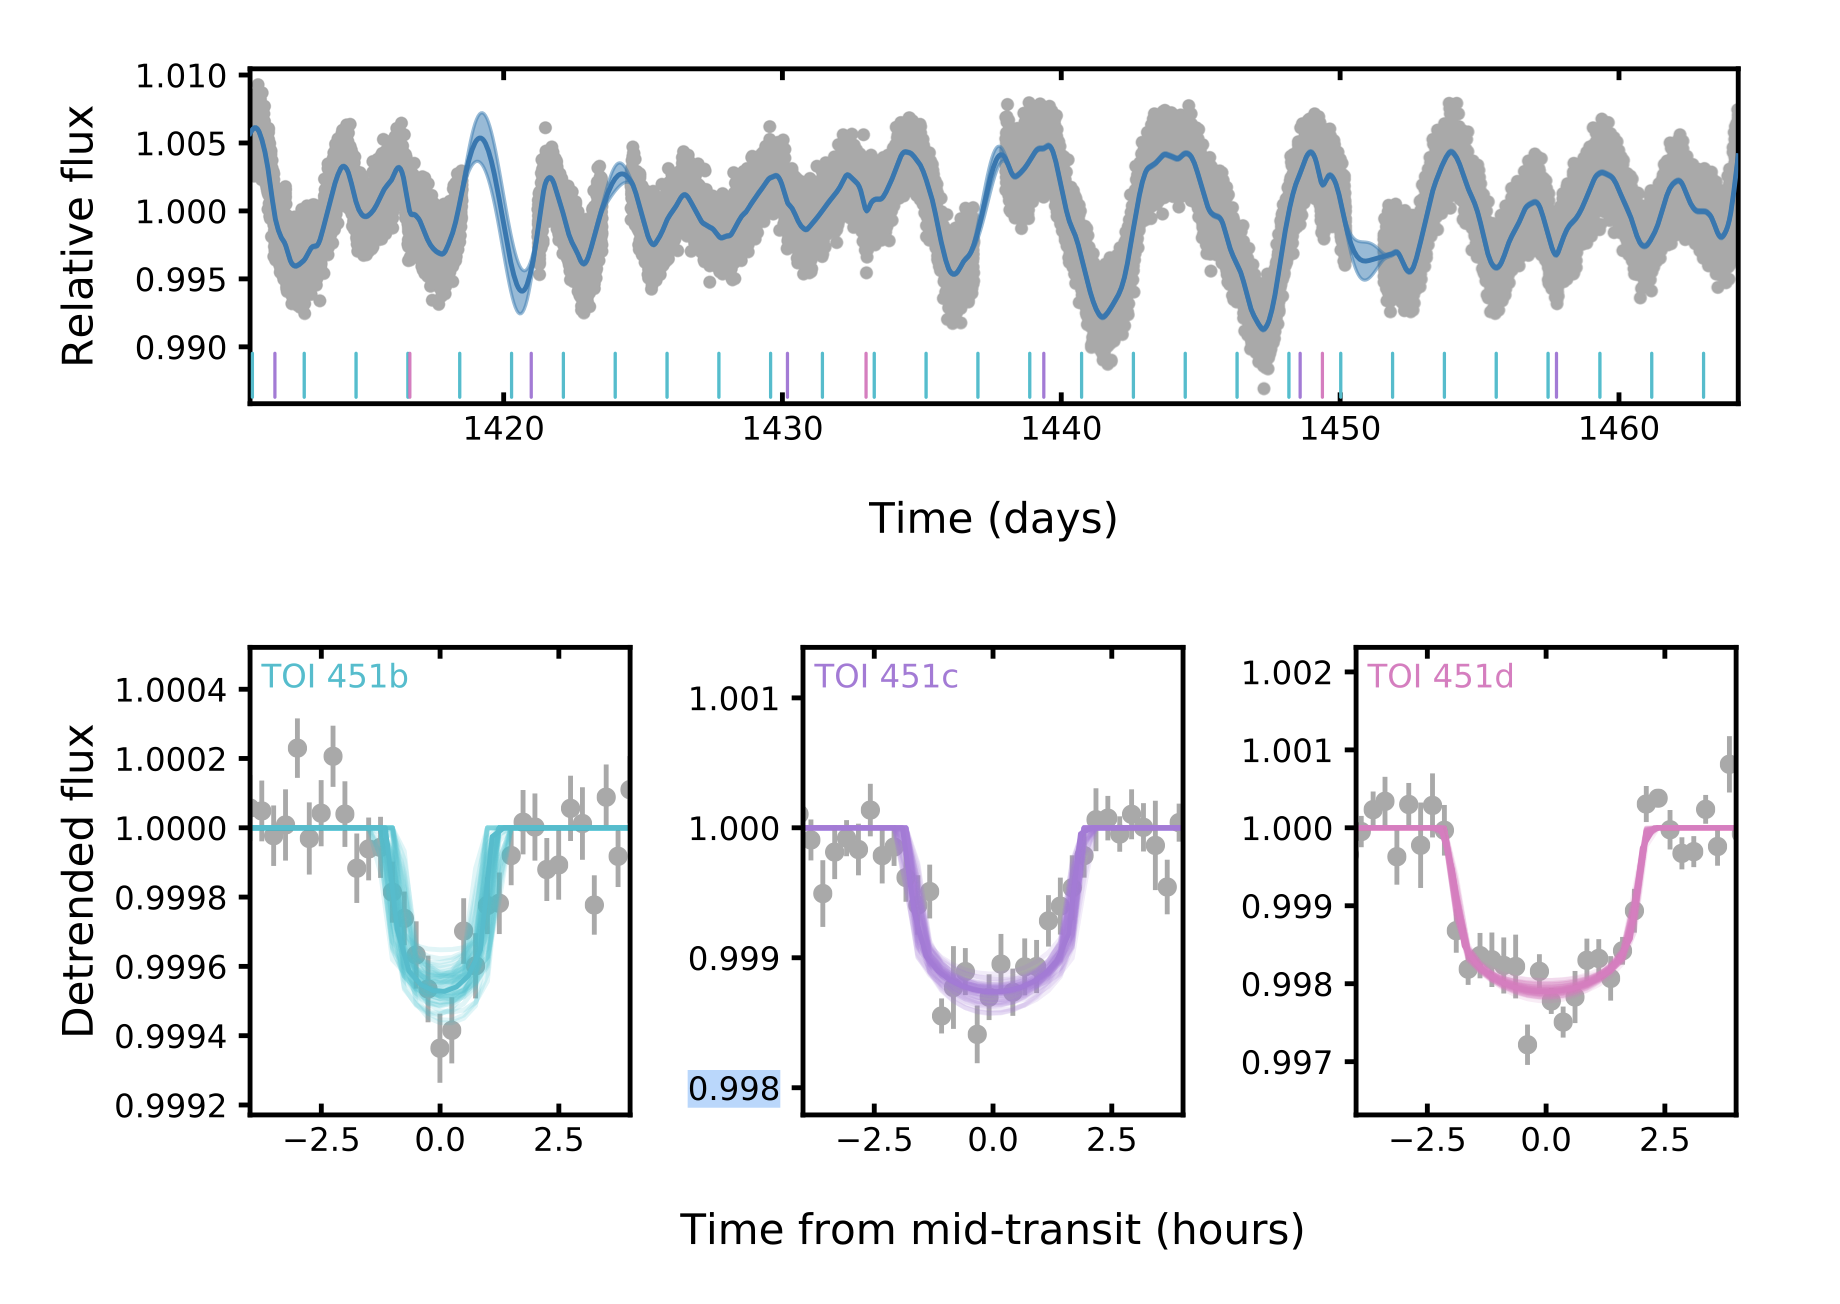 1.010
1.005
1.000
0.995
0.990
Relative flux
1420 1430 1440 1450 1460
Time (days)
TOI 451b
1.0004
1.0002
1.0000
0.9998
0.9996
0.9994
0.9992
Detrended flux
−2.5 0.0 2.5
TOI 451c
1.001
1.000
0.999
0.998
−2.5 0.0 2.5
TOI 451d
1.002
1.001
1.000
0.999
0.998
0.997
−2.5 0.0 2.5
Time from mid-transit (hours)